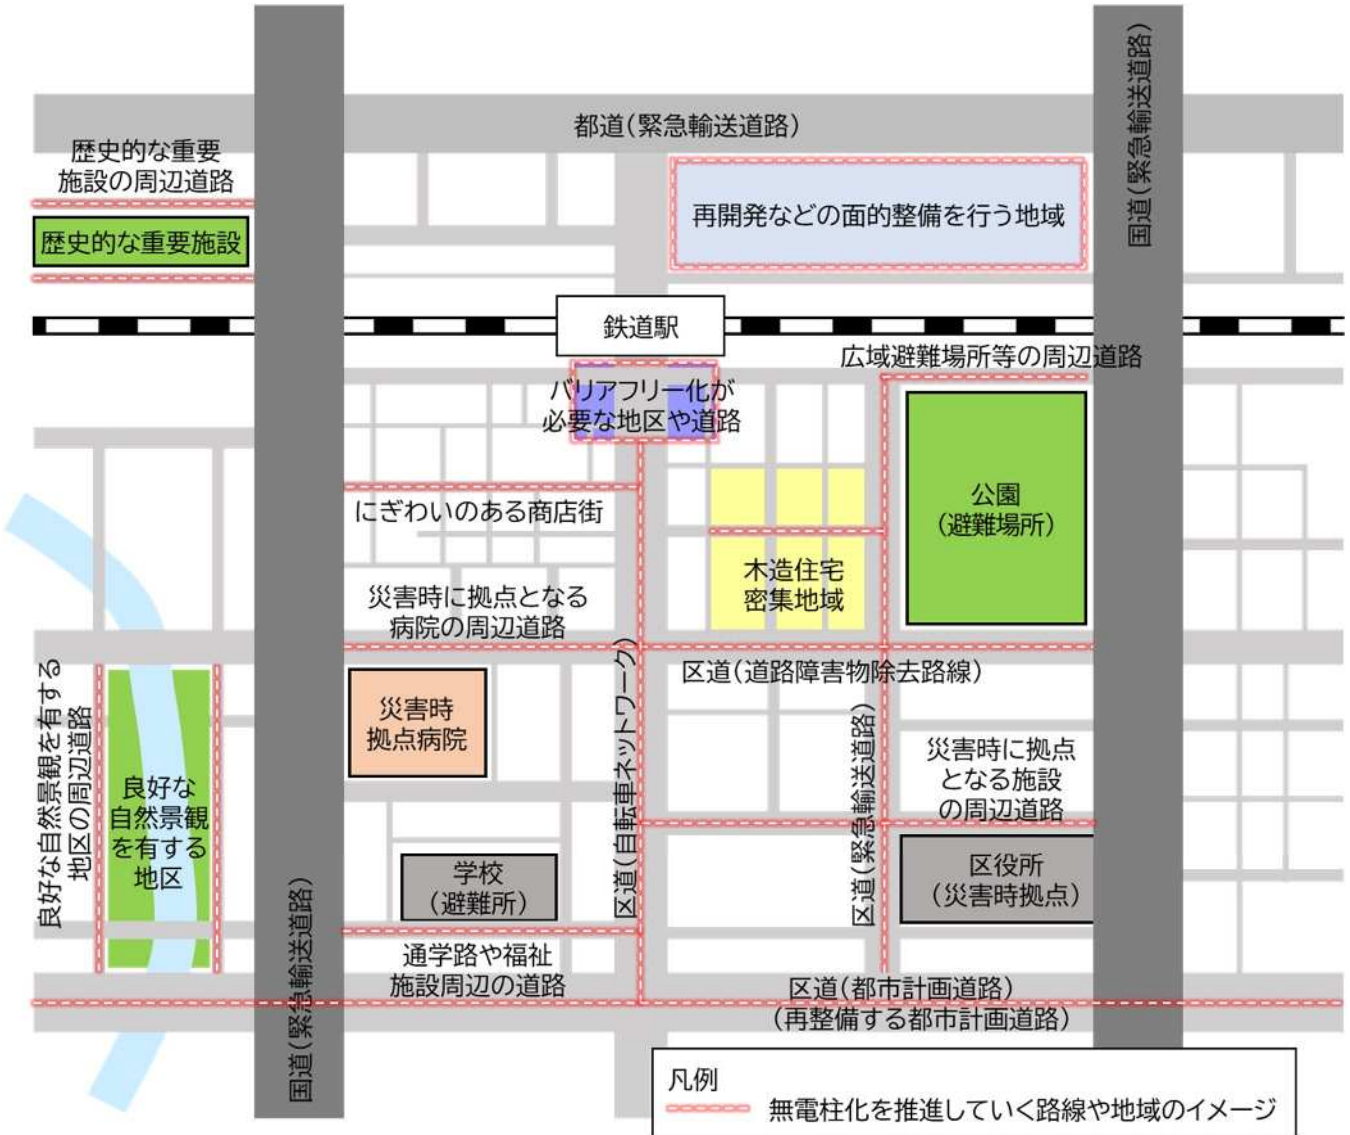 都道(緊急輸送道路)
国道(緊急輸送道路)
歴史的な重要
施設の周辺道路
歴史的な重要施設
再開発などの面的整備を行う地域
鉄道駅
広域避難場所等の周辺道路
バリアフリー化が
必要な地区や道路
にぎわいのある商店街
公園
(避難場所)
木造住宅
密集地域
災害時に拠点となる
病院の周辺道路
区道(道路障害物除去路線)
災害時
拠点病院
区道(自転車ネットワーク)
区道(緊急輸送道路)
災害時に拠点
となる施設
の周辺道路
良好な自然景観を有する
地区の周辺道路
良好な
自然景観
を有する
地区
学校
(避難所)
区役所
(災害時拠点)
通学路や福祉
施設周辺の道路
国道(緊急輸送道路)
区道(都市計画道路)
(再整備する都市計画道路)
凡例
無電柱化を推進していく路線や地域のイメージ